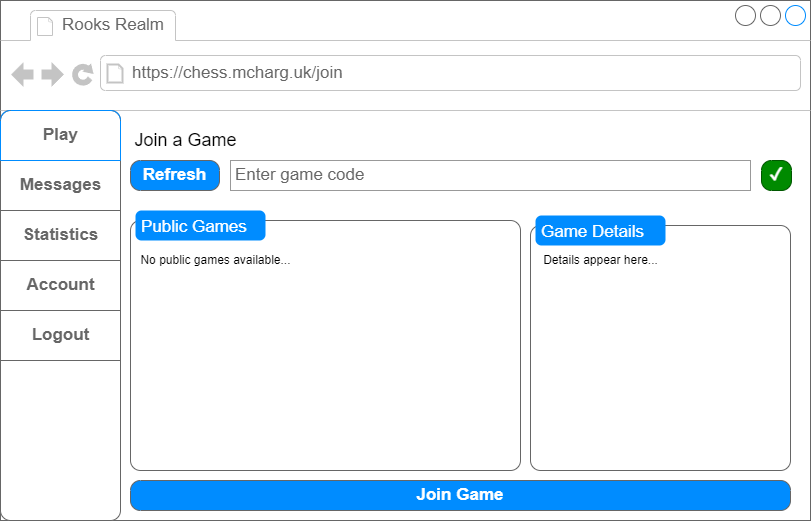 Rooks Realm
https://chess.mcharg.uk/join
Play
Messages
Statistics
Account
Logout
Join a Game
Refresh
Enter game code
✓
Public Games
No public games available...
Game Details
Details appear here...
Join Game